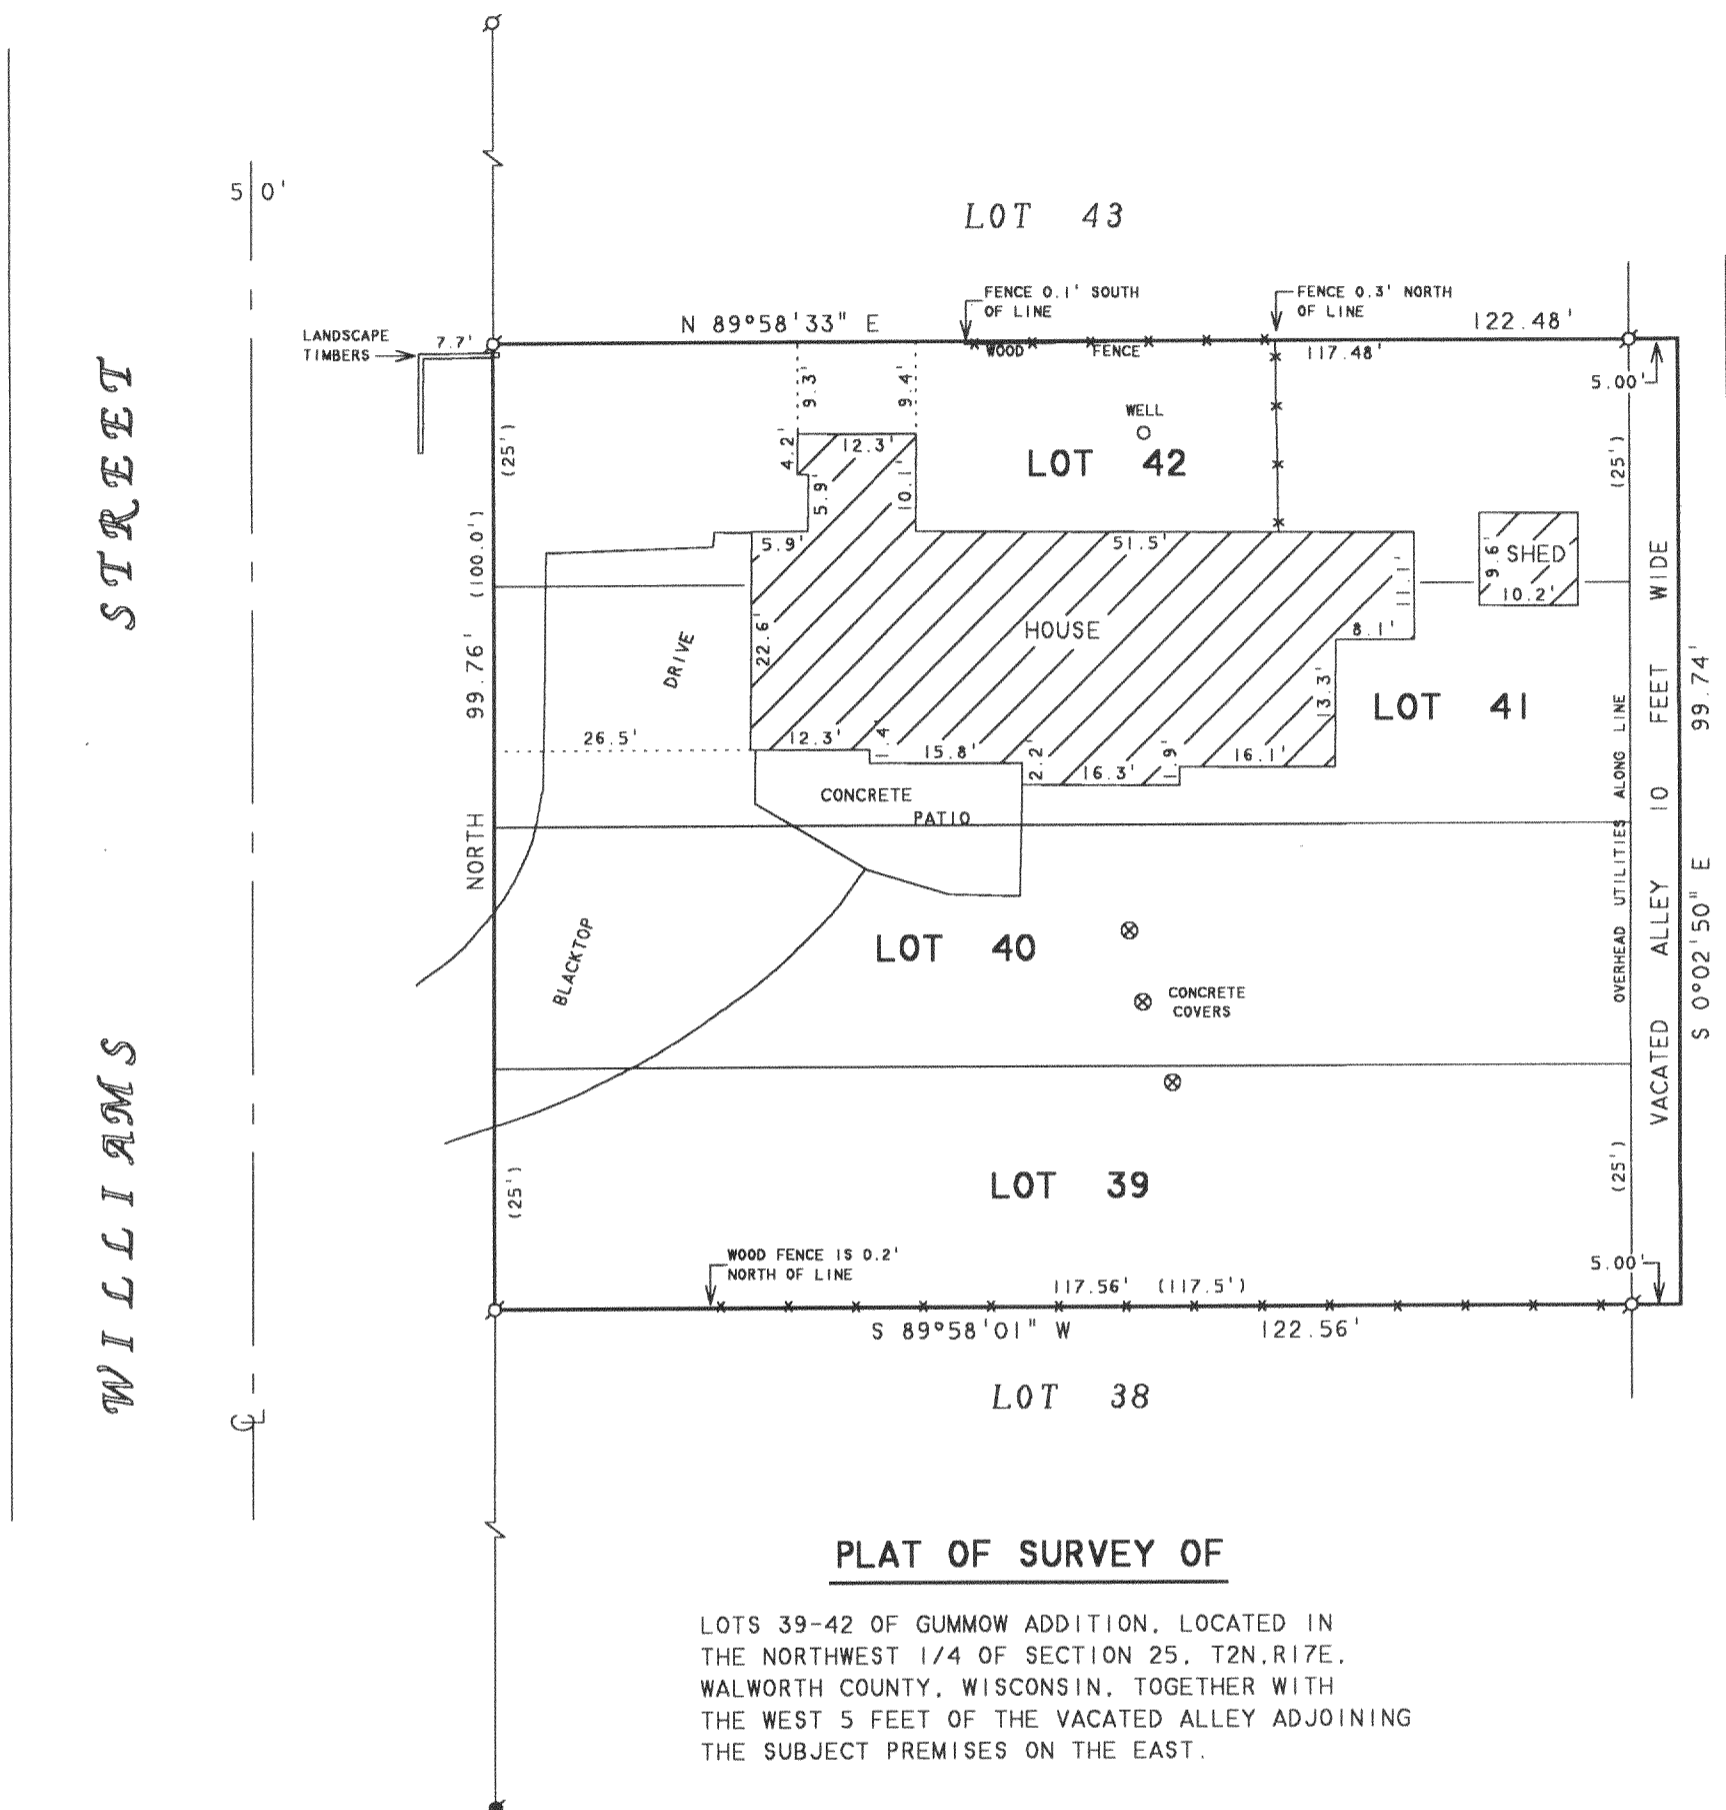 50'
LOT 43
FENCE 0.1' SOUTH
OF LINE
FENCE 0.3' NORTH
OF LINE
N 89°58'33" E
122.48'
LANDSCAPE
TIMBERS
7.7'
WOOD FENCE
117.48'
5.00'
9.3'
9.4'
WELL
(25')
4.2'
12.3'
LOT 42
(25')
5.9'
10.1'
(100.0')
5.9'
51.5'
11.1'
9.6'
SHED
10.2'
STREET
HOUSE
8.1'
22.6'
DRIVE
99.76'
NORTH
13.3'
LOT 41
26.5'
12.3'
1.4'
15.8'
2.2'
16.3'
1.9'
16.1'
CONCRETE
PATIO
OVERHEAD UTILITIES ALONG LINE
VACATED ALLEY 10 FEET WIDE
S 0°02'50" E 99.74'
BLACKTOP
LOT 40
CONCRETE
COVERS
WILLIAMS
LOT 39
(25')
(25')
WOOD FENCE IS 0.2'
NORTH OF LINE
117.56' (117.5')
5.00'
S 89°58'01" W
122.56'
LOT 38
CL
PLAT OF SURVEY OF
LOTS 39-42 OF GUMMOW ADDITION, LOCATED IN
THE NORTHWEST 1/4 OF SECTION 25, T2N,R17E,
WALWORTH COUNTY, WISCONSIN, TOGETHER WITH
THE WEST 5 FEET OF THE VACATED ALLEY ADJOINING
THE SUBJECT PREMISES ON THE EAST.